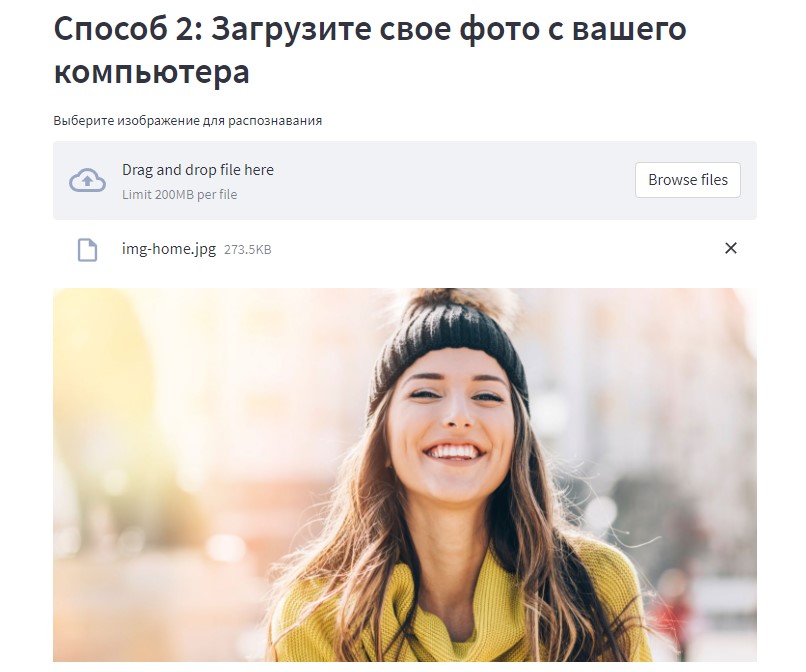 Способ 2: Загрузите свое фото с вашего
компьютера
Выберите изображение для распознавания
Drag and drop file here
Limit 200MB per file
Browse files
img-home.jpg 273.5KB